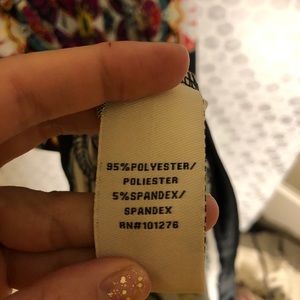 95%POLYESTER/
POLIESTER
5%SPANDEX/
SPANDEX
RN#101276